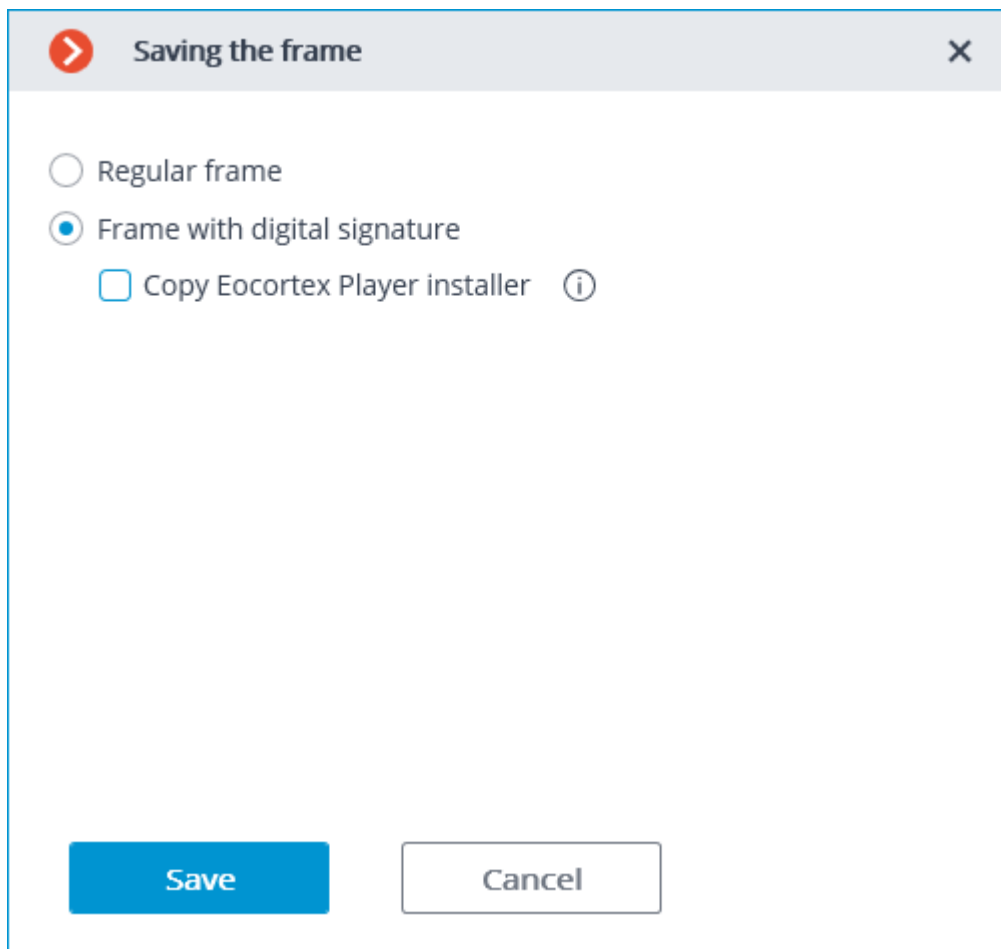 Saving the frame
Regular frame
Frame with digital signature
Copy Eocortex Player installer
Save
Cancel